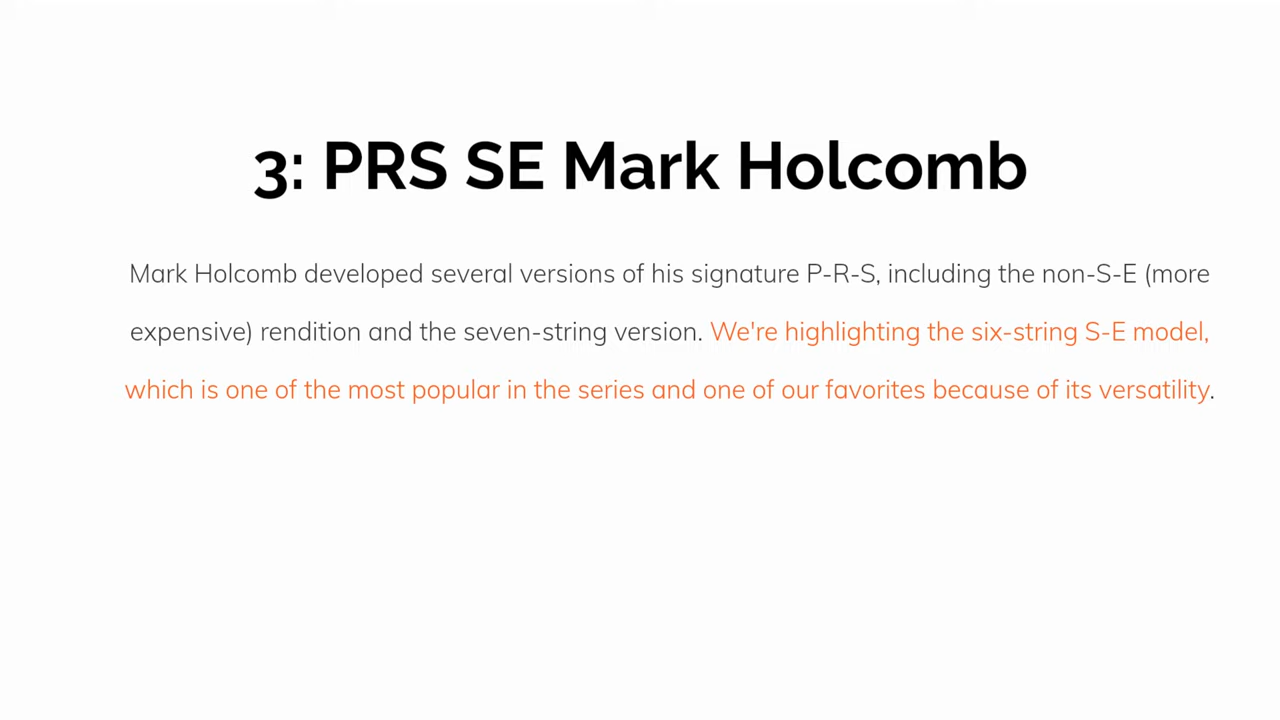 3: PRS SE Mark Holcomb
Mark Holcomb developed several versions of his signature P-R-S, including the non-S-E (more
expensive) rendition and the seven-string version. We're highlighting the six-string S-E model,
which is one of the most popular in the series and one of our favorites because of its versatility.